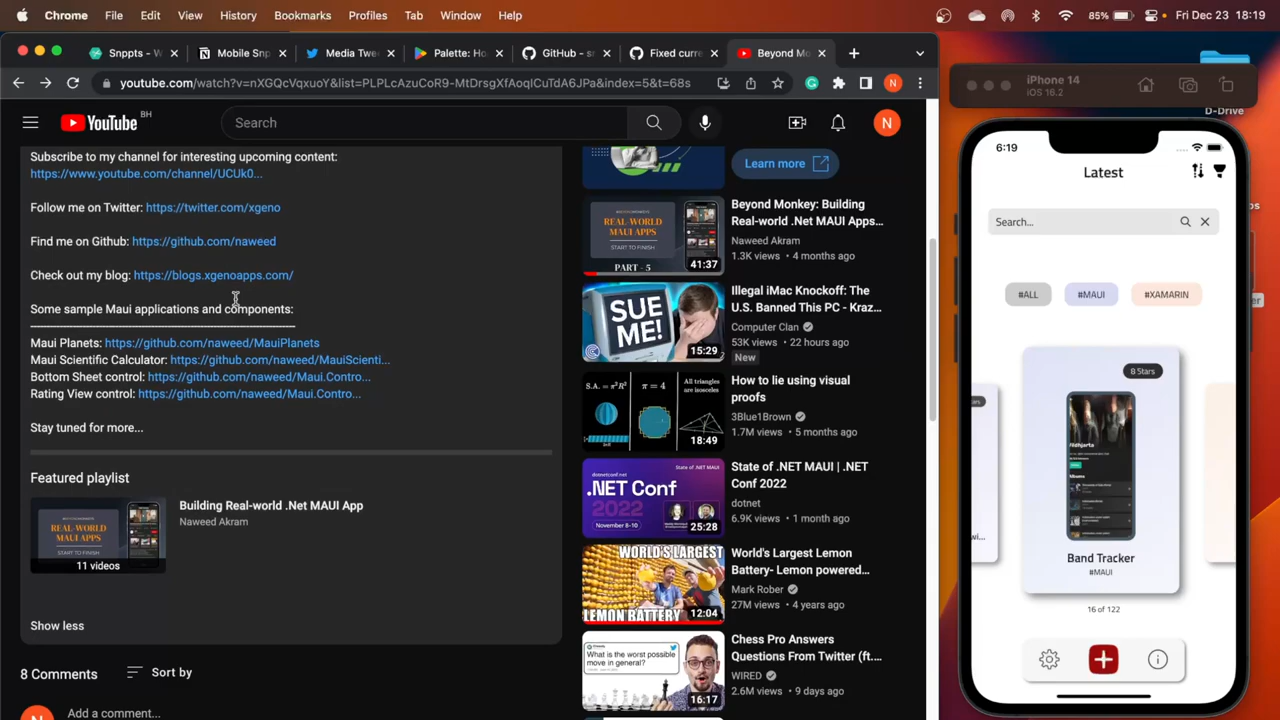 Chrome File Edit View History Bookmarks Profiles Tab Window Help 85% Fri Dec 23 18:19
Snppts - W Mobile Snp Media Twe Palette: Ho GitHub - s Fixed curre Beyond Mo
youtube.com/watch?v=nXGQcVqxuoY&list=PLPLcAzuCoR9-MtDrsgXfAoqICuTdA6JPa&index=5&t=68s N
YouTube BH Search N
Subscribe to my channel for interesting upcoming content:
https://www.youtube.com/channel/UCUk0...
Follow me on Twitter: https://twitter.com/xgeno
Find me on Github: https://github.com/naweed
Check out my blog: https://blogs.xgenoapps.com/
Some sample Maui applications and components:
Maui Planets: https://github.com/naweed/MauiPlanets
Maui Scientific Calculator: https://github.com/naweed/MauiScienti...
Bottom Sheet control: https://github.com/naweed/Maui.Contro...
Rating View control: https://github.com/naweed/Maui.Contro...
Stay tuned for more...
Featured playlist
REAL-WORLD
MAUI APPS
START TO FINISH
11 videos
Building Real-world .Net MAUI App
Naweed Akram
Show less
8 Comments Sort by
Add a comment...
Learn more
REAL-WORLD
MAUI APPS
START TO FINISH
PART - 5
41:37
Beyond Monkey: Building
Real-world .Net MAUI Apps...
Naweed Akram
1.3K views • 4 months ago
SUE
ME!
15:29
Illegal iMac Knockoff: The
U.S. Banned This PC - Kraz...
Computer Clan
53K views • 22 hours ago
New
S.A. = πr² R π = 4 All triangles
are isosceles
18:49
How to lie using visual
proofs
3Blue1Brown
1.7M views • 5 months ago
State of .NET MAUI
.NET Conf
2022
November 8-10
25:28
State of .NET MAUI | .NET
Conf 2022
dotnet
6.9K views • 1 month ago
WORLD'S LARGEST
LEMON BATTERY
12:04
World's Largest Lemon
Battery- Lemon powered...
Mark Rober
27M views • 4 years ago
What is the worst possible
move in general?
16:17
Chess Pro Answers
Questions From Twitter (ft....
WIRED
2.6M views • 9 days ago
D-Drive
iPhone 14
iOS 16.2
6:19
Latest
Search...
#ALL #MAUI #XAMARIN
8 Stars
Band Tracker
#MAUI
16 of 122